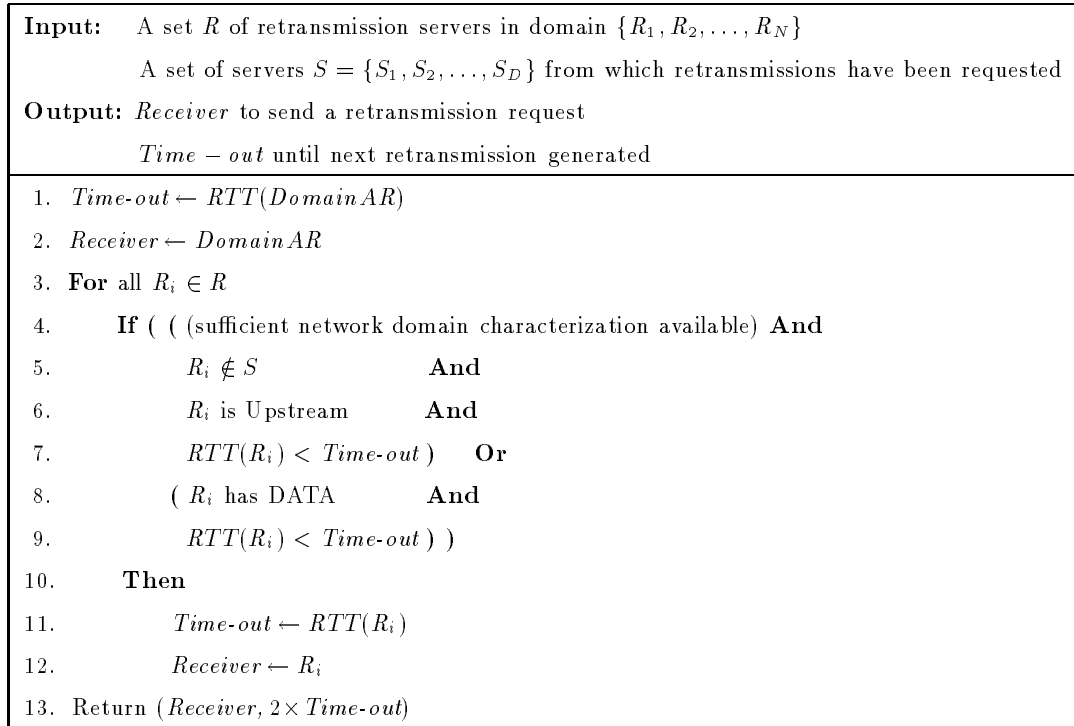 Input: A set R of retransmission servers in domain {R₁, R₂, ..., R_N}
A set of servers S = {S₁, S₂, ..., S_D} from which retransmissions have been requested
Output: Receiver to send a retransmission request
Time − out until next retransmission generated
1. Time-out ← RTT(DomainAR)
2. Receiver ← DomainAR
3. For all Rᵢ ∈ R
4. If ( ( (sufficient network domain characterization available) And
5. Rᵢ ∉ S And
6. Rᵢ is Upstream And
7. RTT(Rᵢ) < Time-out ) Or
8. ( Rᵢ has DATA And
9. RTT(Rᵢ) < Time-out ) )
10. Then
11. Time-out ← RTT(Rᵢ)
12. Receiver ← Rᵢ
13. Return (Receiver, 2× Time-out)